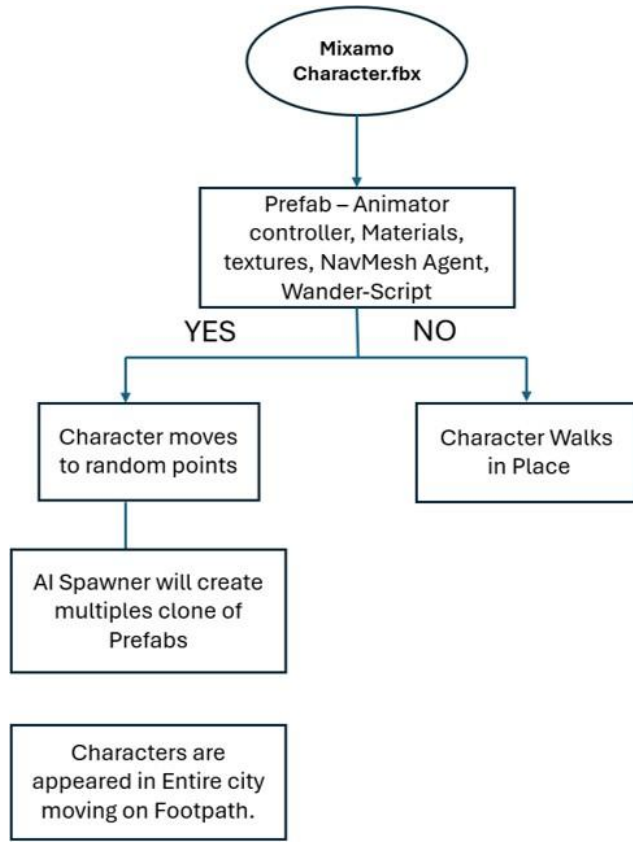 Mixamo
Character.fbx
Prefab – Animator
controller, Materials,
textures, NavMesh Agent,
Wander-Script
YES
NO
Character moves
to random points
Character Walks
in Place
AI Spawner will create
multiples clone of
Prefabs
Characters are
appeared in Entire city
moving on Footpath.